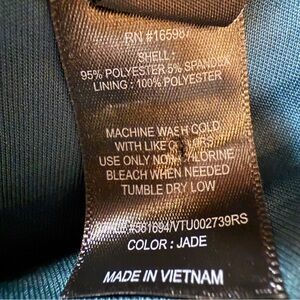 RN #16598
SHELL:
95% POLYESTER 5% SPANDEX
LINING : 100% POLYESTER
MACHINE WASH COLD
WITH LIKE COLORS
USE ONLY NON-CHLORINE
BLEACH WHEN NEEDED
TUMBLE DRY LOW
#561694/VTU002739RS
COLOR : JADE
MADE IN VIETNAM